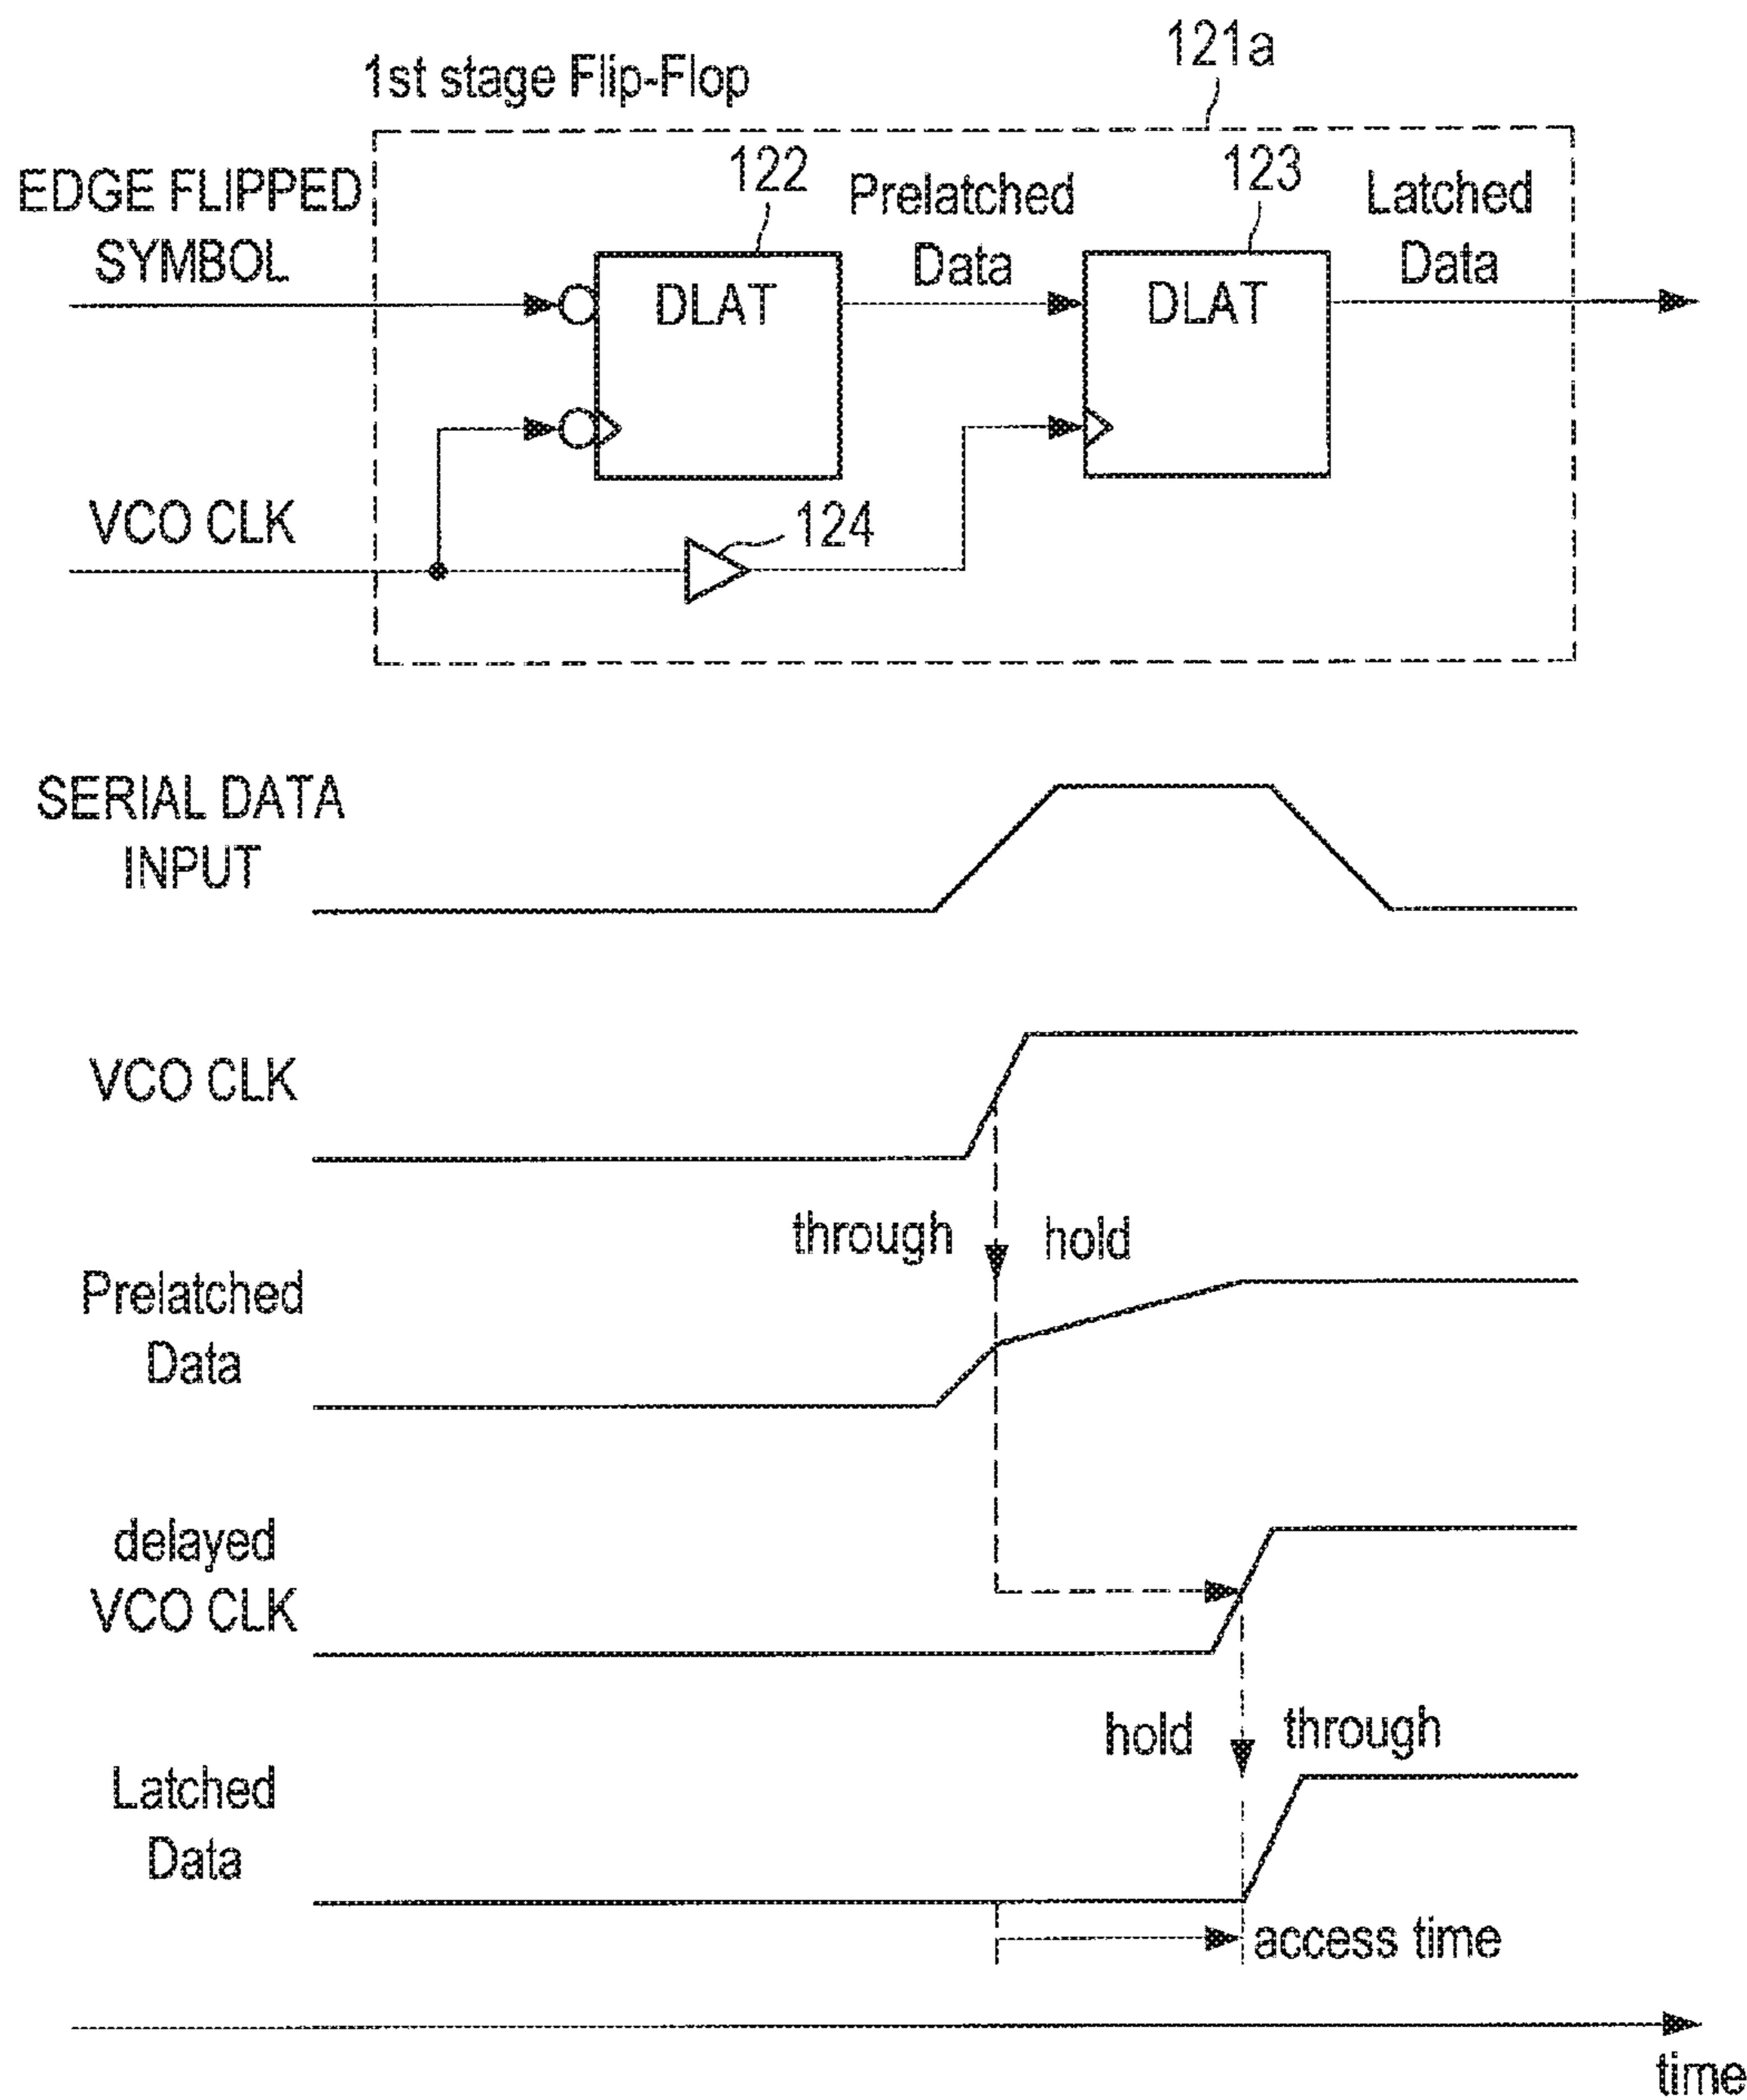 121a
1st stage Flip-Flop
122
123
EDGE FLIPPED
SYMBOL
Prelatched
Data
Latched
Data
DLAT
DLAT
VCO CLK
124
SERIAL DATA
INPUT
VCO CLK
through
hold
Prelatched
Data
delayed
VCO CLK
hold
through
Latched
Data
access time
time